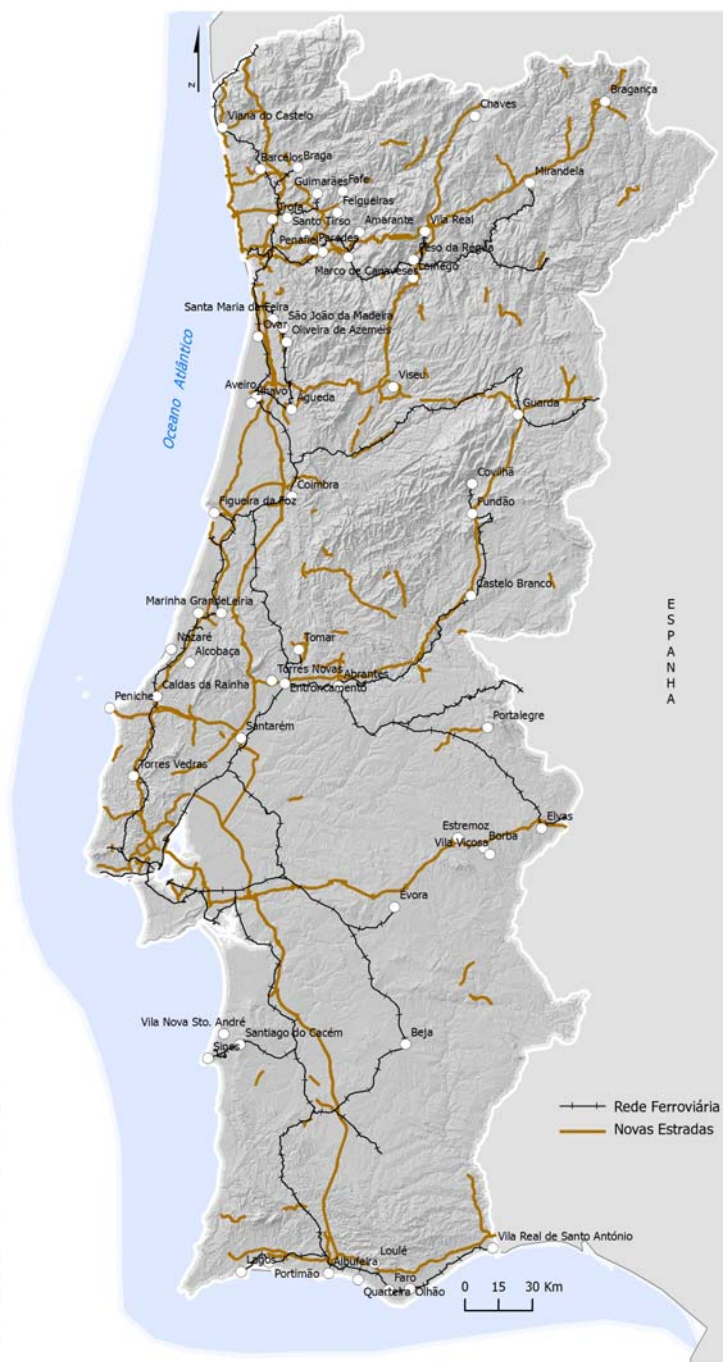 N
Bragança
Chaves
Viana do Castelo
Mirandela
Barcelos
Braga
Guimarães
Fafe
Felgueiras
Trofa
Santo Tirso
Amarante
Vila Real
Penafiel
Paredes
Peso da Régua
Marco de Canaveses
Lamego
Santa Maria da Feira
São João da Madeira
Ovar
Oliveira de Azeméis
Oceano Atlântico
Viseu
Aveiro
Ílhavo
Águeda
Guarda
Covilhã
Coimbra
Figueira da Foz
Fundão
Castelo Branco
Marinha Grande
Leiria
ESPANHA
Nazaré
Tomar
Alcobaça
Torres Novas
Abrantes
Peniche
Caldas da Rainha
Entroncamento
Portalegre
Santarém
Torres Vedras
Elvas
Estremoz
Borba
Vila Viçosa
Evora
Vila Nova Sto. André
Santiago do Cacém
Beja
Sines
Rede Ferroviária
Novas Estradas
Vila Real de Santo António
Loulé
Lagos
Albufeira
Portimão
Faro
Quarteira
Olhão
0 15 30 Km